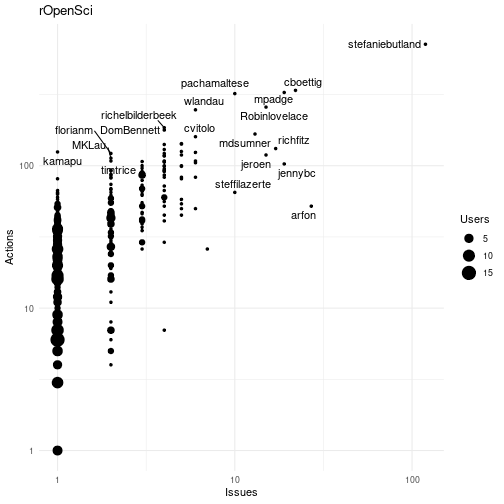 rOpenSci
stefaniebutland
pachamaltese
cboettig
wlandau
mpadge
richelbilderbeek
Robinlovelace
florianm
DomBennett
cvitolo
MKLau
mdsumner
richfitz
kamapu
timtrice
jeroen
jennybc
steffilazerte
arfon
100
10
1
Actions
1
10
100
Issues
Users
5
10
15